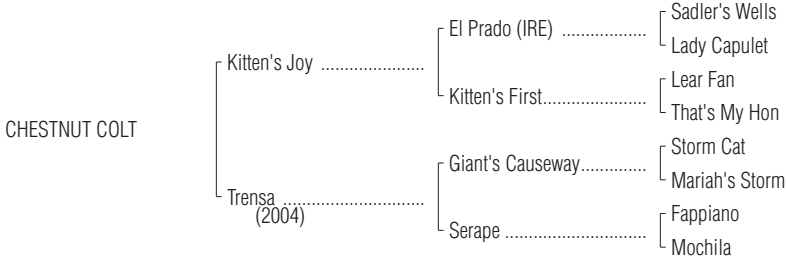 Sadler's Wells
El Prado (IRE) ..................
Lady Capulet
Kitten's Joy ......................
Lear Fan
Kitten's First......................
That's My Hon
CHESTNUT COLT
Storm Cat
Giant's Causeway..............
Mariah's Storm
Trensa ..............................
(2004)
Fappiano
Serape ..............................
Mochila